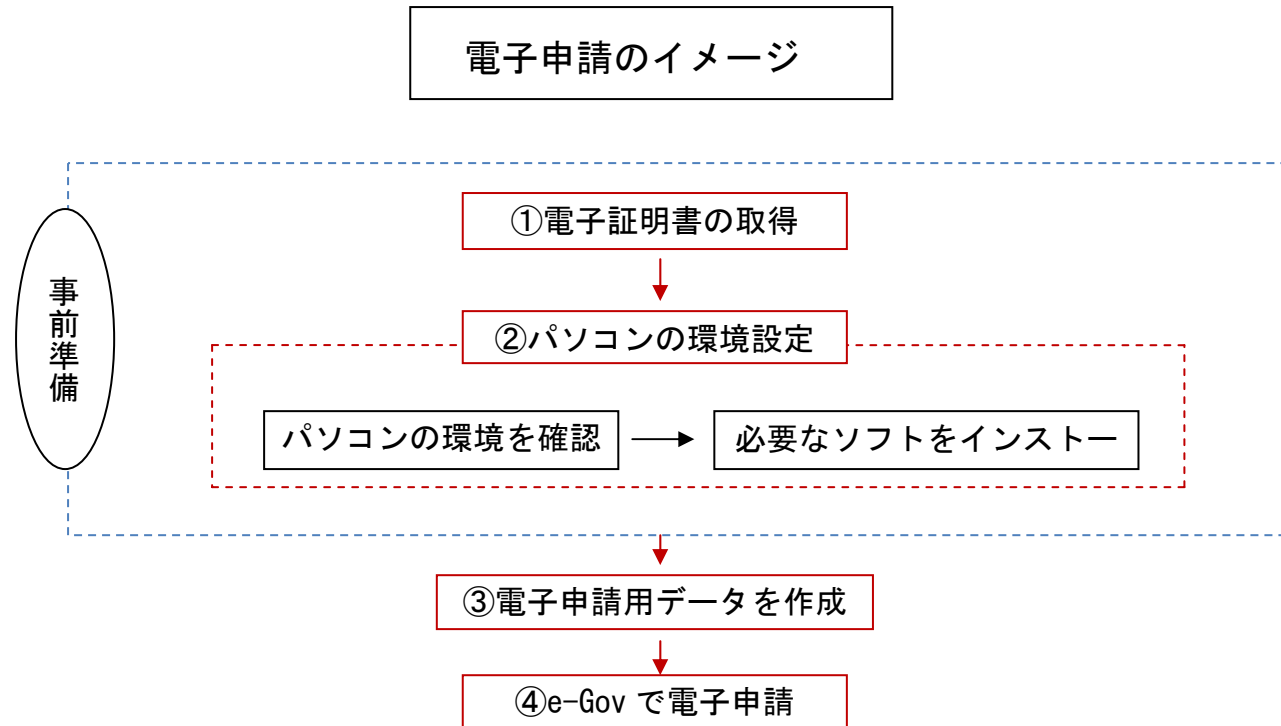 電子申請のイメージ
①電子証明書の取得
事前準備
②パソコンの環境設定
パソコンの環境を確認
必要なソフトをインストー
③電子申請用データを作成
④e-Gov で電子申請